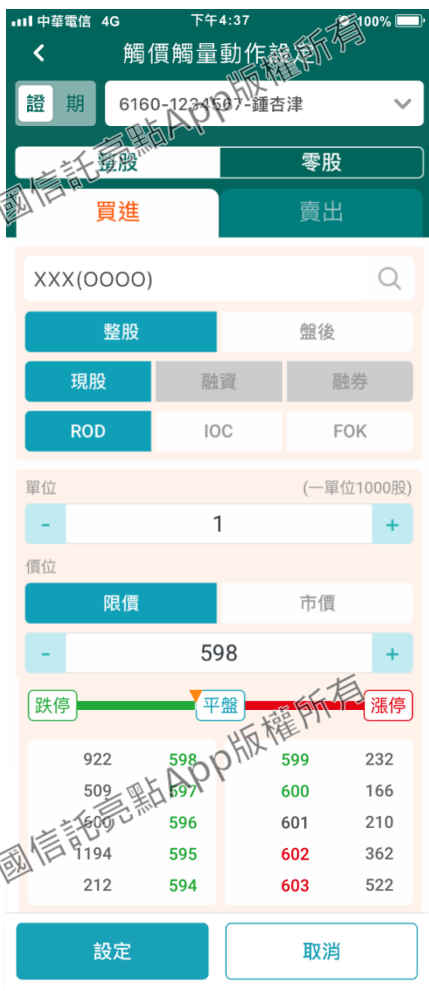 中華電信 4G 下午4:37 100%
觸價觸量動作設定
證 期 6160-1234567-鍾杏津
整股 零股
買進 賣出
XXX(OOOO)
整股 盤後
現股 融資 融券
ROD IOC FOK
單位 (一單位1000股)
- 1 +
價位
限價 市價
- 598 +
跌停 平盤 漲停
922 598 599 232
509 597 600 166
600 596 601 210
1194 595 602 362
212 594 603 522
設定 取消
國信託亮點App版權所有
國信託亮點App版權所有